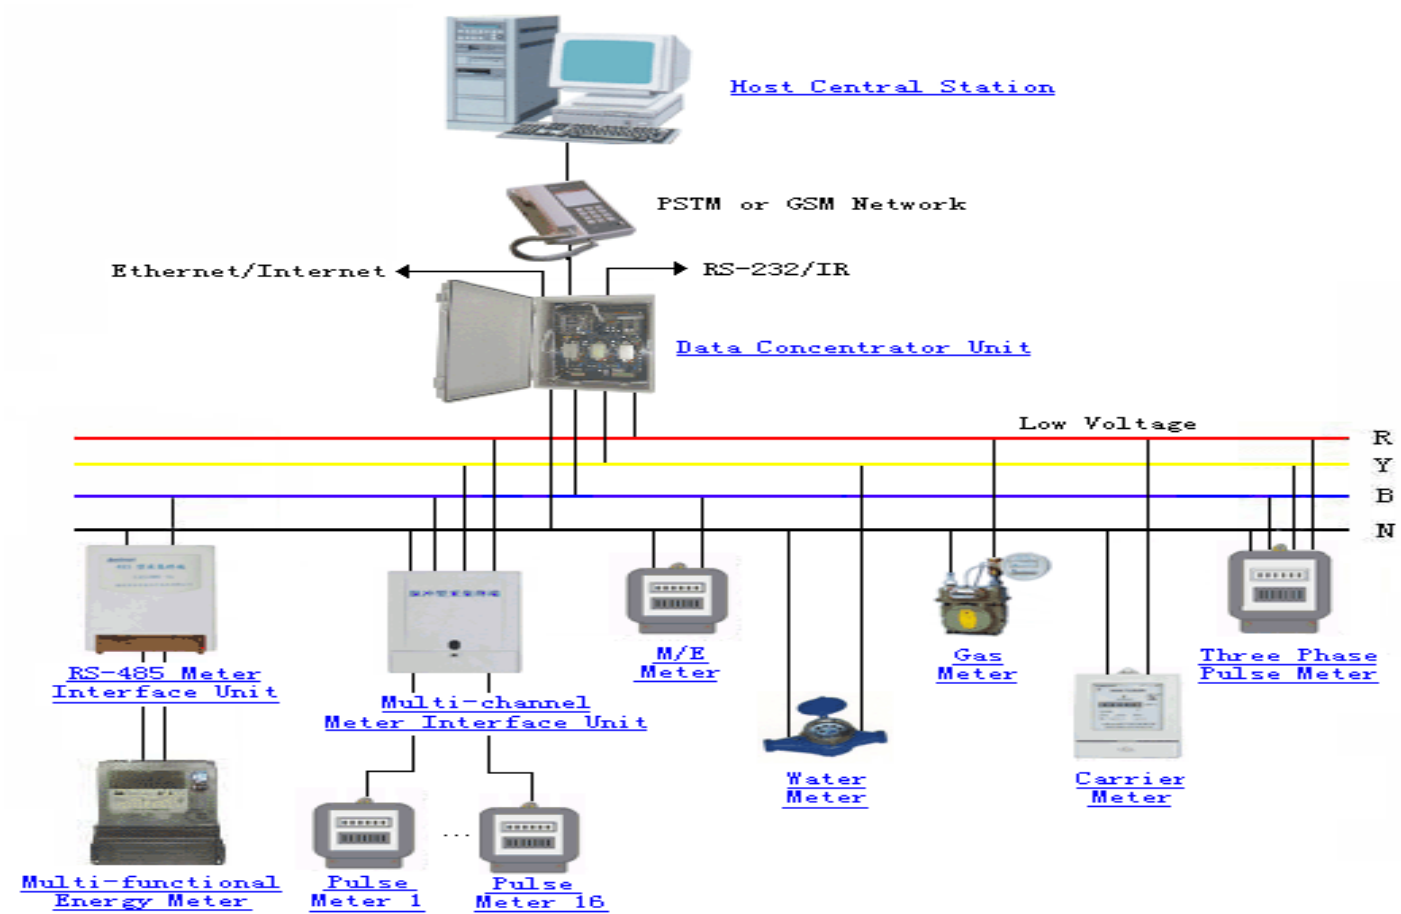 Host Central Station
PSTM or GSM Network
Ethernet/Internet
RS-232/IR
Data Concentrator Unit
Low Voltage
R
Y
B
N
RS-485 Meter
Interface Unit
Multi-channel
Meter Interface Unit
M/E
Meter
Gas
Meter
Three Phase
Pulse Meter
Water
Meter
Carrier
Meter
...
Multi-functional
Energy Meter
Pulse
Meter 1
Pulse
Meter 16